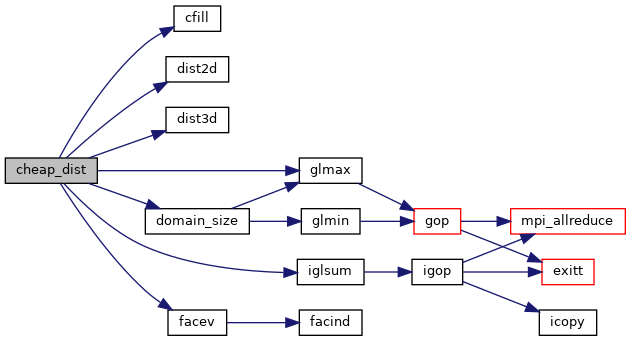 cfill
dist2d
dist3d
cheap_dist
glmax
domain_size
glmin
gop
mpi_allreduce
iglsum
igop
exitt
facev
facind
icopy